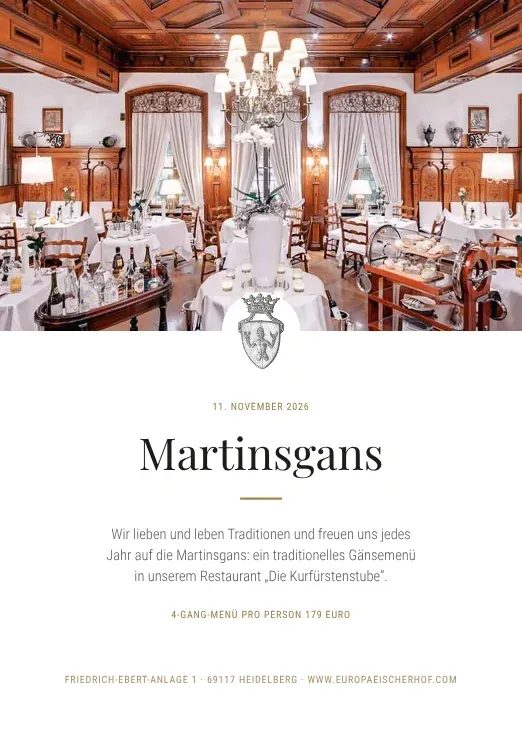 11. NOVEMBER 2026
Martinsgans
Wir lieben und leben Traditionen und freuen uns jedes
Jahr auf die Martinsgans: ein traditionelles Gänsemenü
in unserem Restaurant „Die Kurfürstenstube“.
4-GANG-MENÜ PRO PERSON 179 EURO
FRIEDRICH-EBERT-ANLAGE 1 · 69117 HEIDELBERG · WWW.EUROPAEISCHERHOF.COM